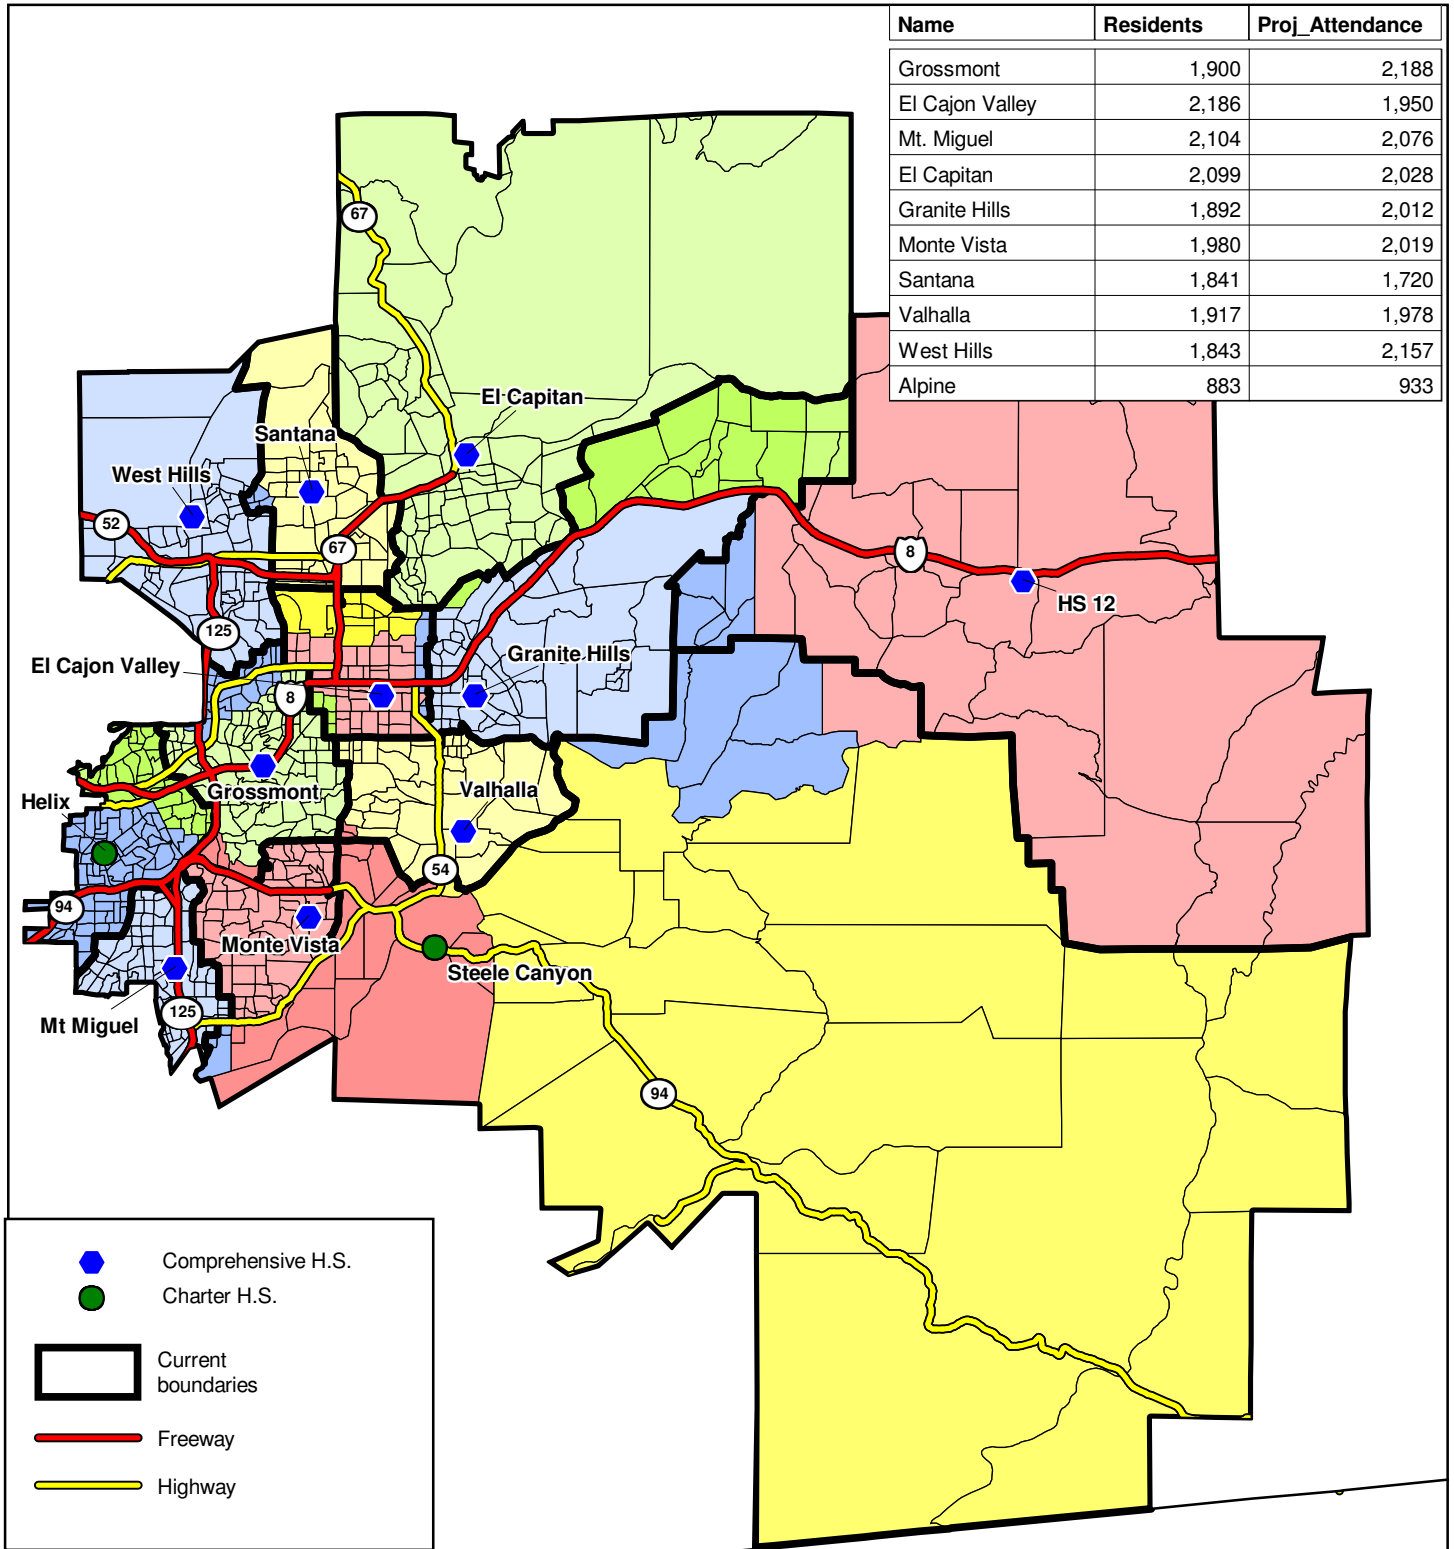 Name Residents Proj_Attendance
Grossmont 1,900 2,188
El Cajon Valley 2,186 1,950
Mt. Miguel 2,104 2,076
El Capitan 2,099 2,028
Granite Hills 1,892 2,012
Monte Vista 1,980 2,019
Santana 1,841 1,720
Valhalla 1,917 1,978
West Hills 1,843 2,157
Alpine 883 933
67
El Capitan
Santana
West Hills
52
67
8
HS 12
125
El Cajon Valley
Granite Hills
8
Helix
Grossmont
Valhalla
54
94
Monte Vista
Steele Canyon
Mt Miguel
125
94
Comprehensive H.S.
Charter H.S.
Current
boundaries
Freeway
Highway